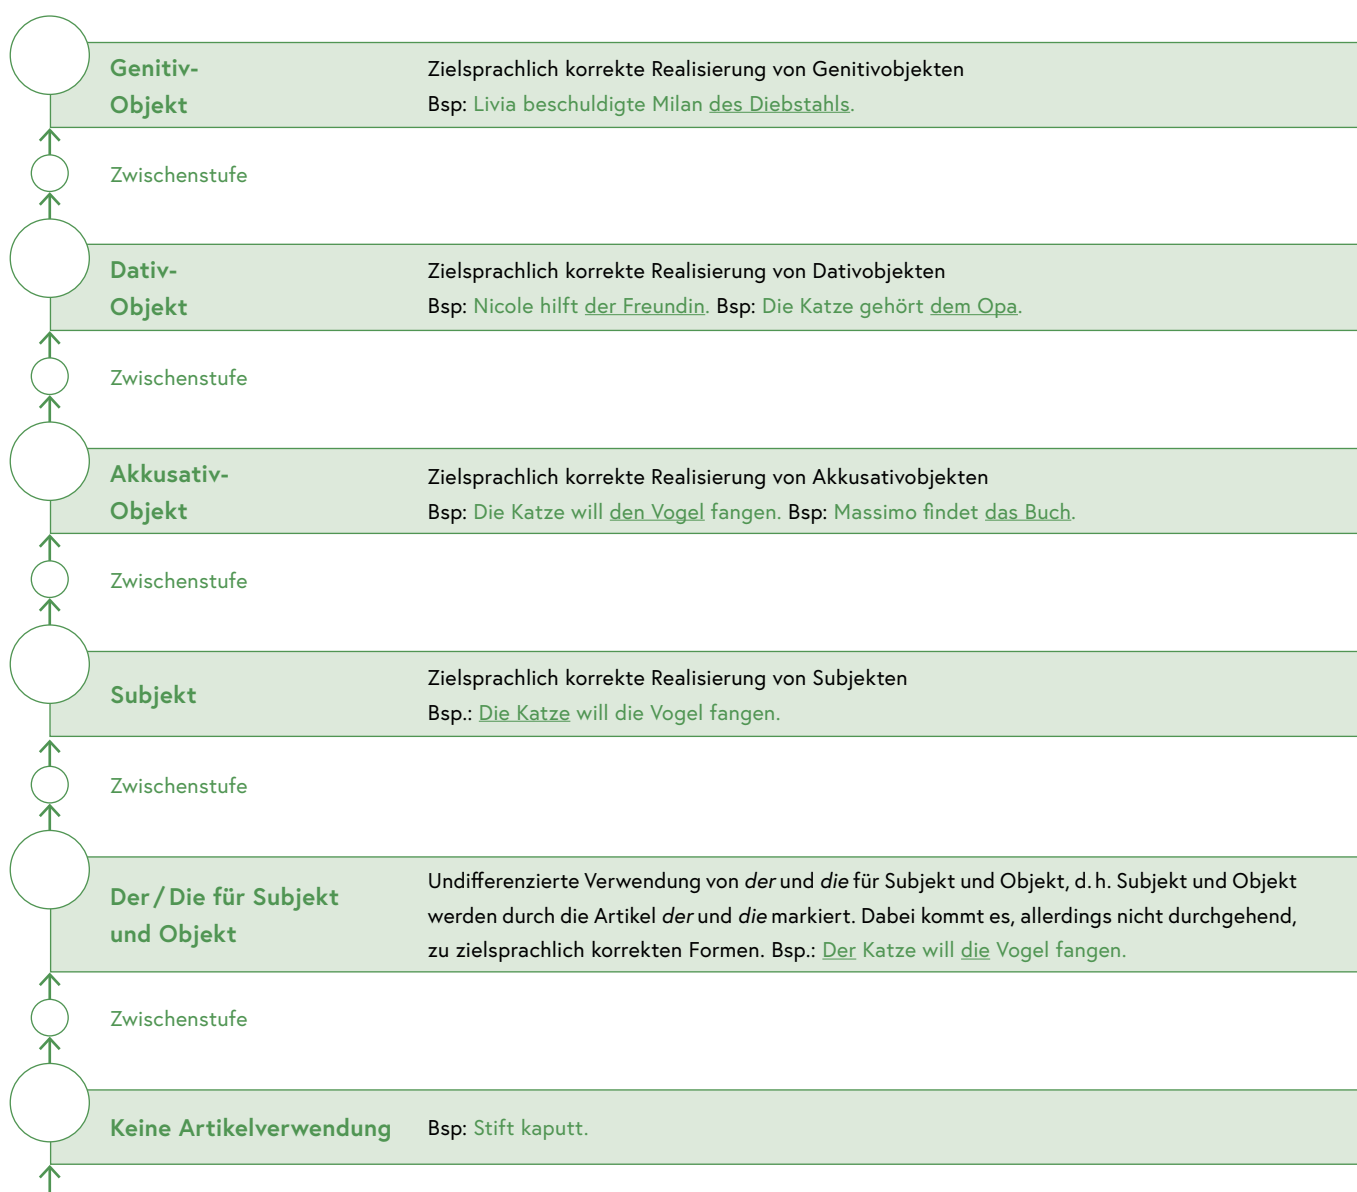 Genitiv-
Objekt
Zielsprachlich korrekte Realisierung von Genitivobjekten
Bsp: Livia beschuldigte Milan des Diebstahls.
Zwischenstufe
Dativ-
Objekt
Zielsprachlich korrekte Realisierung von Dativobjekten
Bsp: Nicole hilft der Freundin. Bsp: Die Katze gehört dem Opa.
Zwischenstufe
Akkusativ-
Objekt
Zielsprachlich korrekte Realisierung von Akkusativobjekten
Bsp: Die Katze will den Vogel fangen. Bsp: Massimo findet das Buch.
Zwischenstufe
Subjekt
Zielsprachlich korrekte Realisierung von Subjekten
Bsp.: Die Katze will die Vogel fangen.
Zwischenstufe
Der / Die für Subjekt
und Objekt
Undifferenzierte Verwendung von der und die für Subjekt und Objekt, d. h. Subjekt und Objekt
werden durch die Artikel der und die markiert. Dabei kommt es, allerdings nicht durchgehend,
zu zielsprachlich korrekten Formen. Bsp.: Der Katze will die Vogel fangen.
Zwischenstufe
Keine Artikelverwendung
Bsp: Stift kaputt.